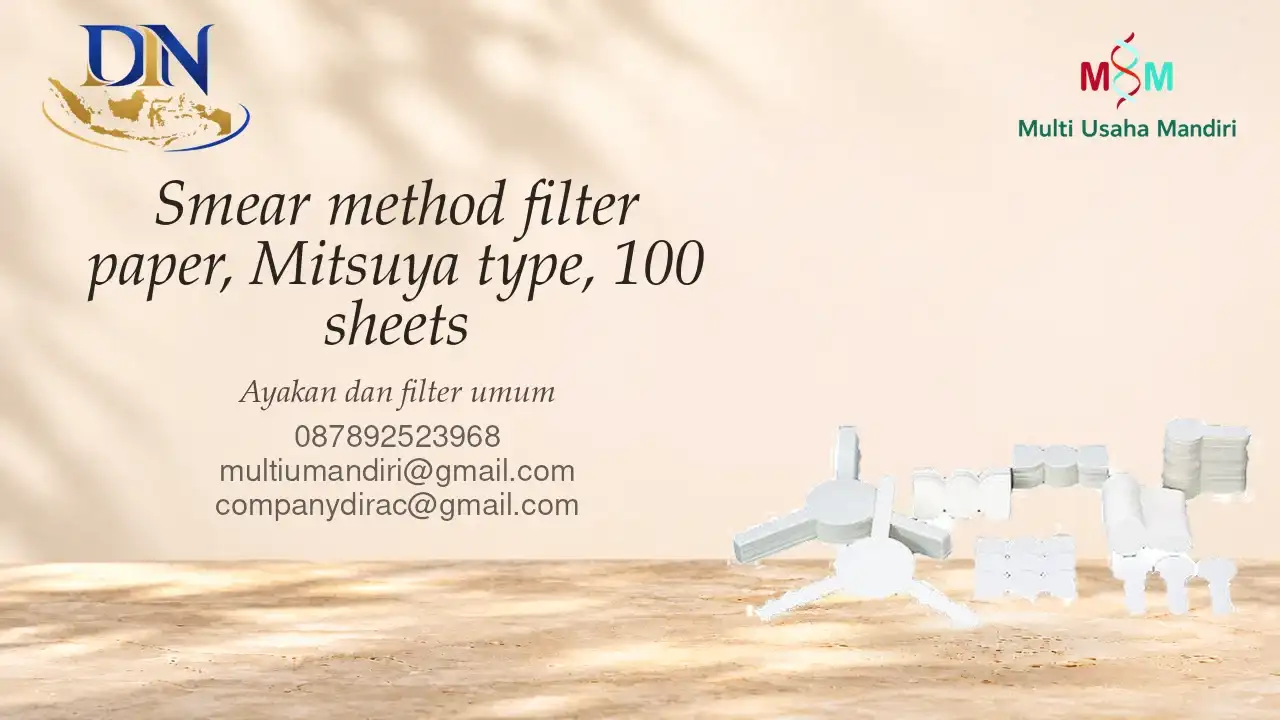 DIN
M M
Multi Usaha Mandiri
Smear method filter
paper, Mitsuya type, 100
sheets
Ayakan dan filter umum
087892523968
multiumandiri@gmail.com
companydirac@gmail.com